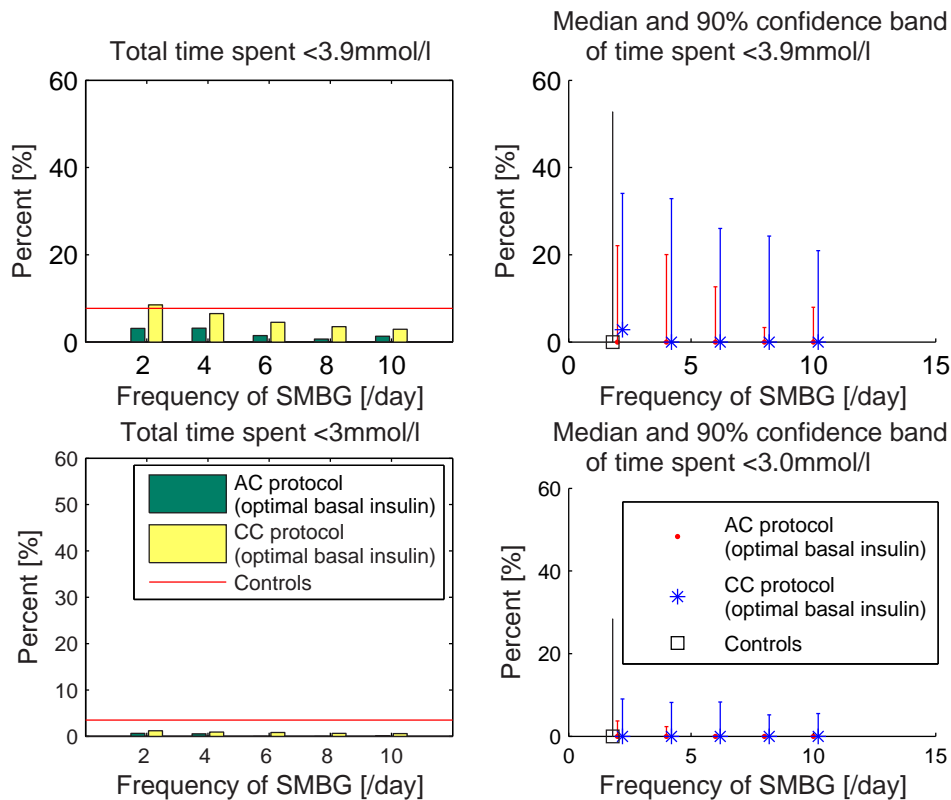 Total time spent <3.9mmol/l
60
40
20
0
Percent [%]
2 4 6 8 10
Frequency of SMBG [/day]
Median and 90% confidence band
of time spent <3.9mmol/l
60
40
20
0
Percent [%]
0 5 10 15
Frequency of SMBG [/day]
Total time spent <3mmol/l
60
50
40
30
20
10
0
Percent [%]
AC protocol
(optimal basal insulin)
CC protocol
(optimal basal insulin)
Controls
2 4 6 8 10
Frequency of SMBG [/day]
Median and 90% confidence band
of time spent <3.0mmol/l
60
40
20
0
Percent [%]
AC protocol
(optimal basal insulin)
CC protocol
(optimal basal insulin)
Controls
0 5 10 15
Frequency of SMBG [/day]